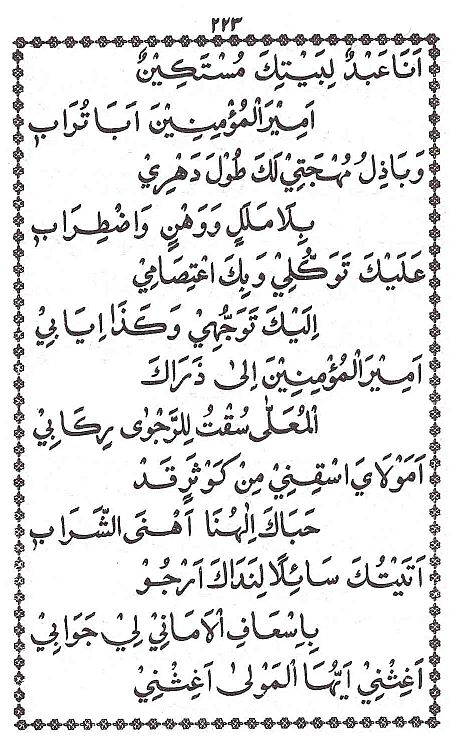 ٢٢٣
اَنَا عَبْدٌ لِبَيْتِكَ مُسْتَكِيْنٌ
اَمِيْرَ الْمُؤْمِنِيْنَ اَبَا تُرَابِ
وَبَاذِلُ مُهْجَتِيْ لَكَ طُوْلَ دَهْرِيْ
بِلَا مَلَلٍ وَوَهْنٍ وَاضْطِرَابِ
عَلَيْكَ تَوَكُّلِيْ وَبِكَ اعْتِصَامِيْ
اِلَيْكَ تَوَجُّهِيْ وَكَذَا اِيَابِيْ
اَمِيْرَ الْمُؤْمِنِيْنَ اِلٰى ذَرَاكَ
الْمُعَلّٰى سُقْتُ لِلرَّجْوٰى رِكَابِيْ
اَمَوْلَايَ اسْقِنِيْ مِنْ كَوْثَرٍ قَدْ
حَبَاكَ اِلٰهُنَا اَهْنَى الشَّرَابِ
اَتَيْتُكَ سَائِلًا لِنَدَاكَ اَرْجُوْ
بِاِسْعَافِ الْاَمَانِيْ لِيْ جَوَابِيْ
اَغِثْنِيْ اَيُّهَا الْمَوْلٰى اَغِثْنِيْ